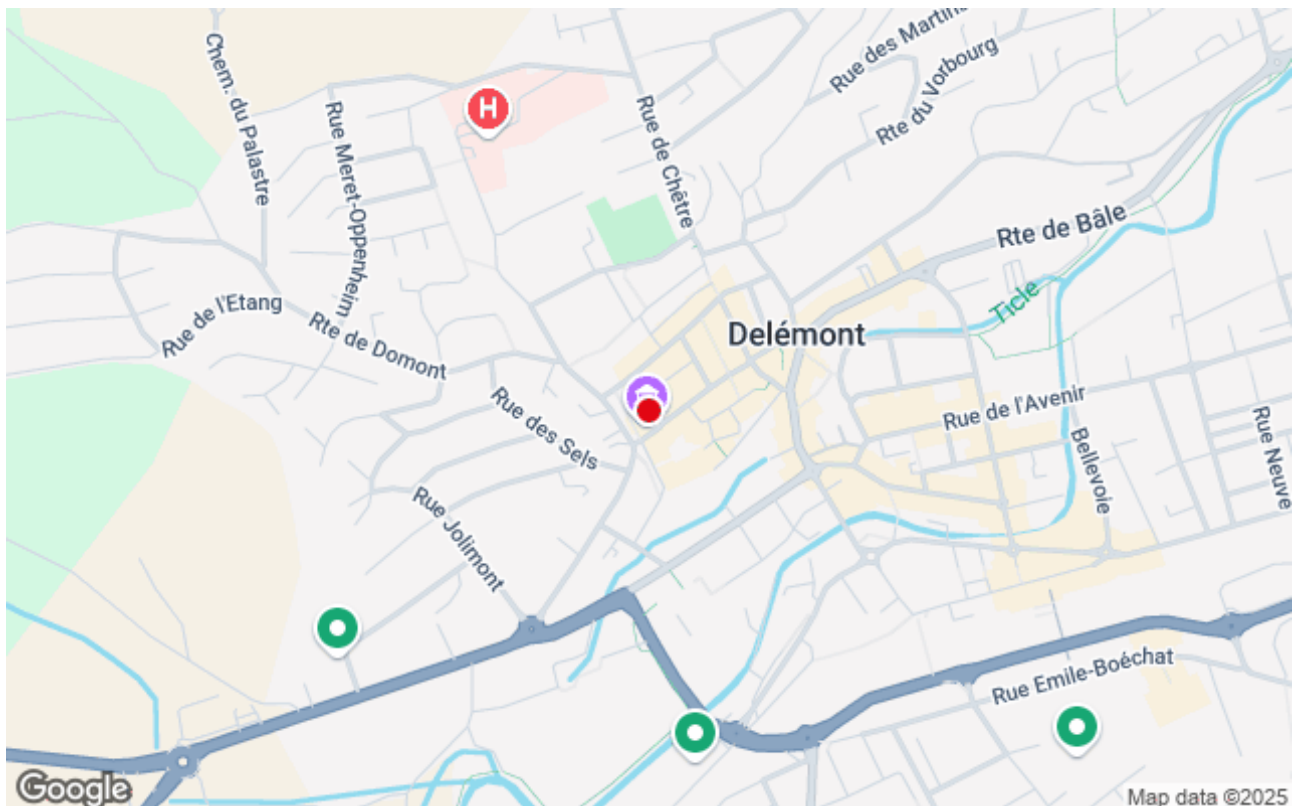 Rue des Martins
Rte du Vorbourg
Chem. du Palastre
H
Rue Meret-Oppenheim
Rue de Chêtre
Rte de Bâle
Rue de l'Etang
Rte de Domont
Ticle
Delémont
Rue des Sels
Rue de l'Avenir
Bellevoie
Rue Neuve
Rue Jolimont
Rue Emile-Boéchat
Google
Map data ©2025